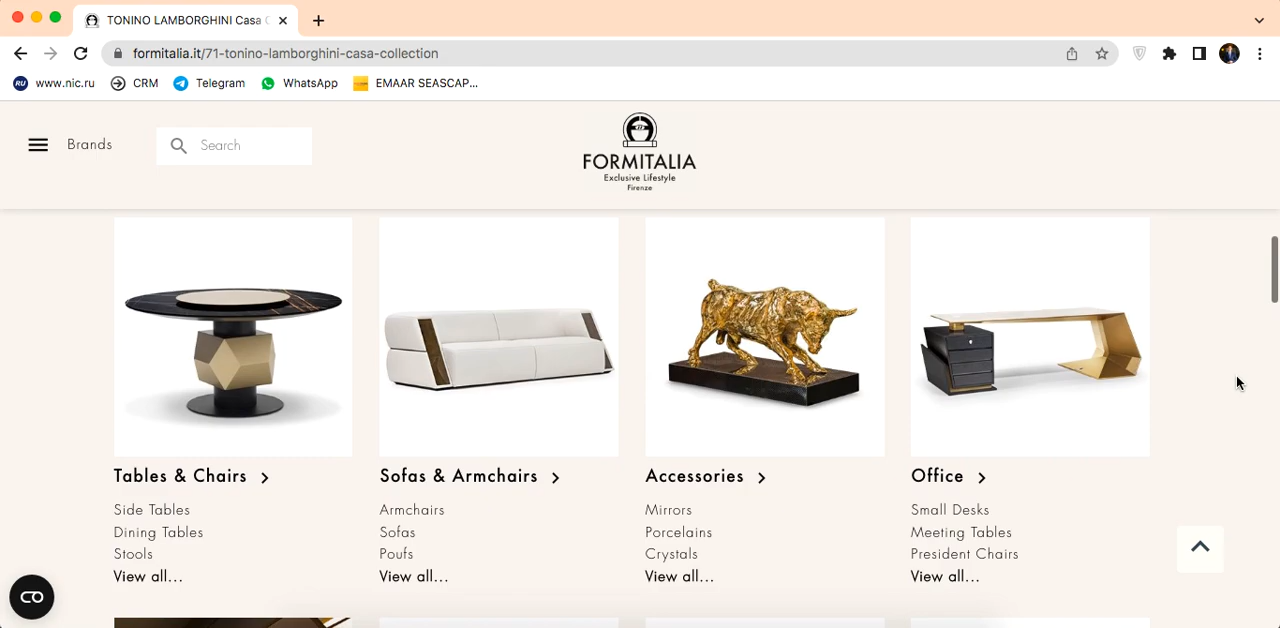 TONINO LAMBORGHINI Casa
formitalia.it/71-tonino-lamborghini-casa-collection
RU www.nic.ru CRM Telegram WhatsApp EMAAR SEASCAP...
Brands
Search
FORMITALIA
Exclusive Lifestyle
Firenze
Tables & Chairs
Side Tables
Dining Tables
Stools
View all...
Sofas & Armchairs
Armchairs
Sofas
Poufs
View all...
Accessories
Mirrors
Porcelains
Crystals
View all...
Office
Small Desks
Meeting Tables
President Chairs
View all...